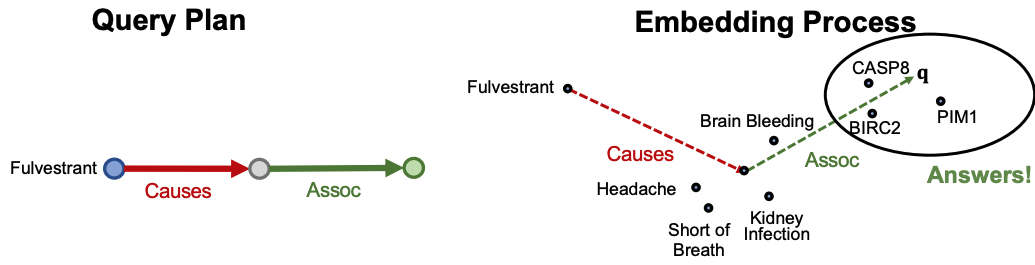 Query Plan
Fulvestrant
Causes
Assoc
Embedding Process
Fulvestrant
Causes
Brain Bleeding
Headache
Short of
Breath
Kidney
Infection
Assoc
CASP8
q
BIRC2
PIM1
Answers!